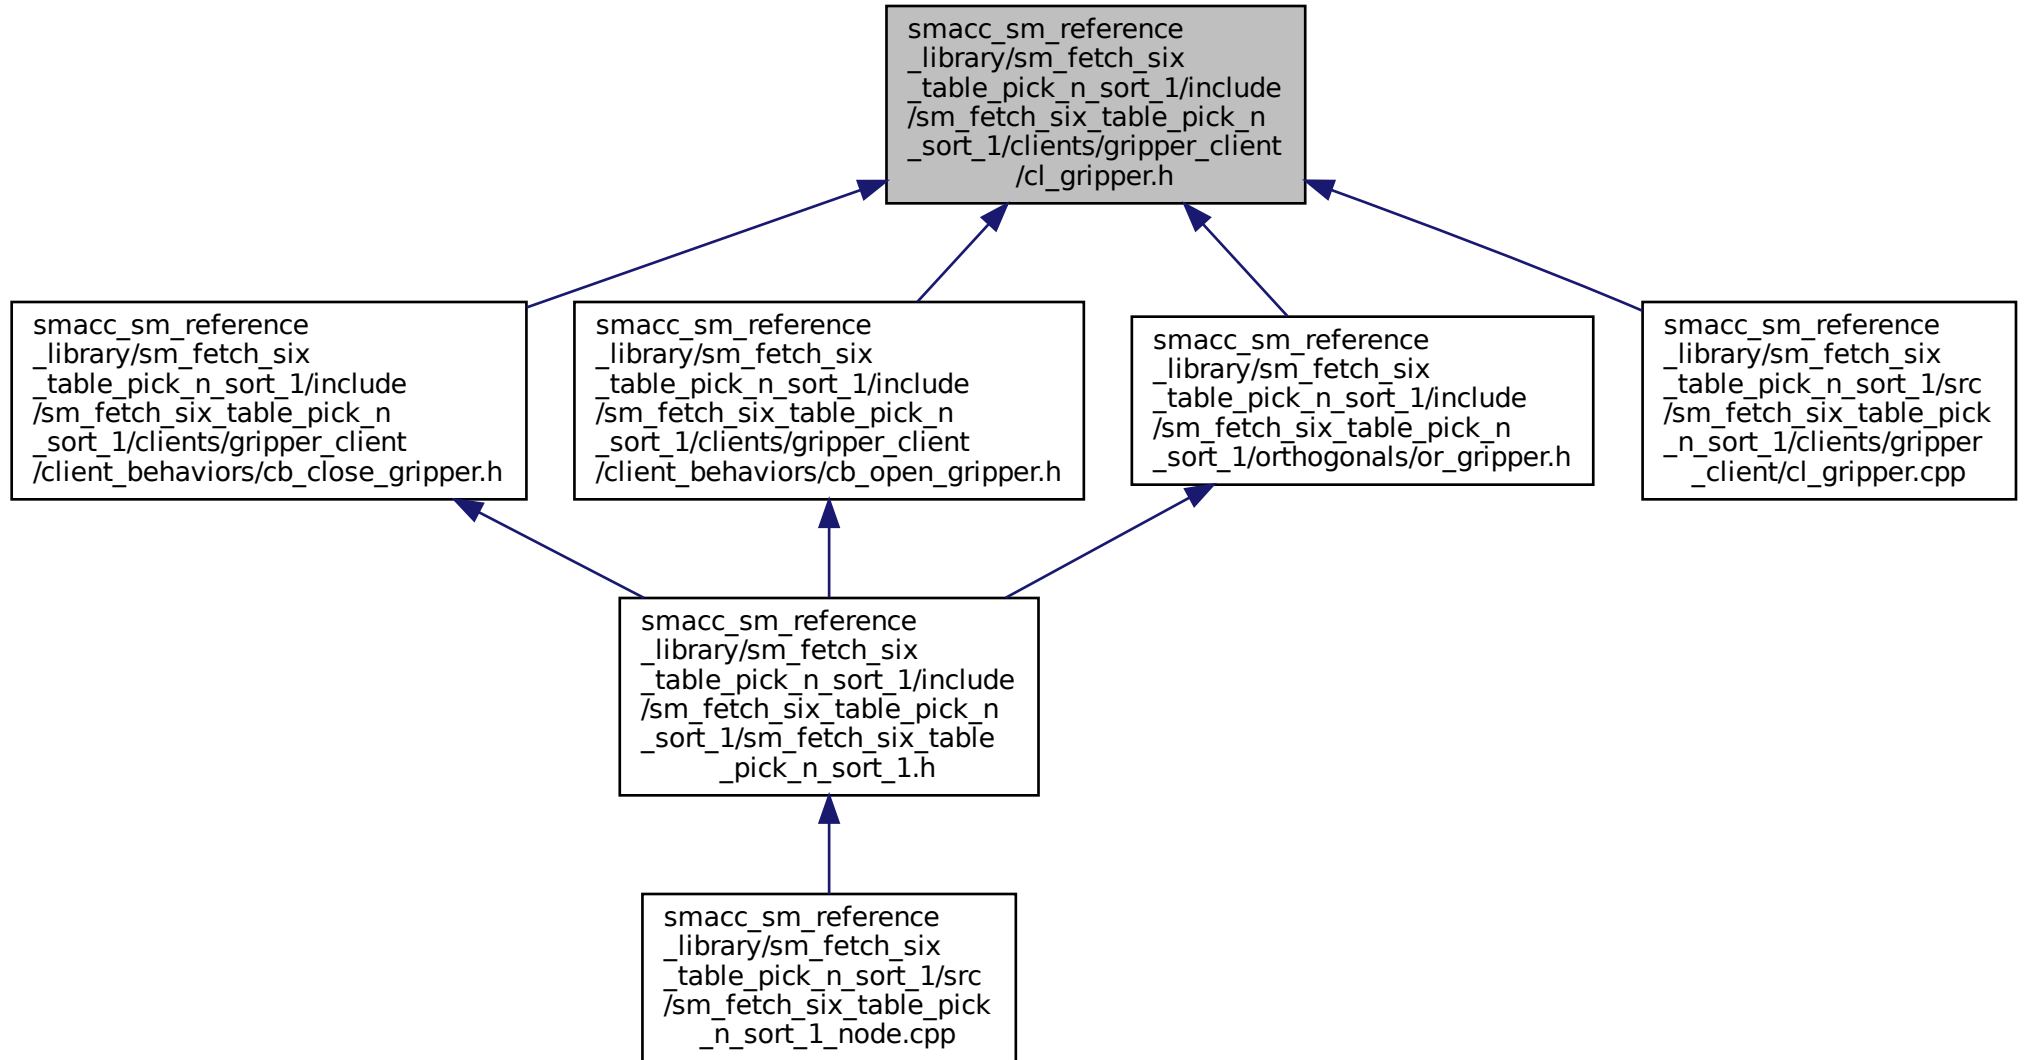 smacc_sm_reference
_library/sm_fetch_six
_table_pick_n_sort_1/include
/sm_fetch_six_table_pick_n
_sort_1/clients/gripper_client
/cl_gripper.h
smacc_sm_reference
_library/sm_fetch_six
_table_pick_n_sort_1/include
/sm_fetch_six_table_pick_n
_sort_1/clients/gripper_client
/client_behaviors/cb_close_gripper.h
smacc_sm_reference
_library/sm_fetch_six
_table_pick_n_sort_1/include
/sm_fetch_six_table_pick_n
_sort_1/clients/gripper_client
/client_behaviors/cb_open_gripper.h
smacc_sm_reference
_library/sm_fetch_six
_table_pick_n_sort_1/include
/sm_fetch_six_table_pick_n
_sort_1/orthogonals/or_gripper.h
smacc_sm_reference
_library/sm_fetch_six
_table_pick_n_sort_1/src
/sm_fetch_six_table_pick
_n_sort_1/clients/gripper
_client/cl_gripper.cpp
smacc_sm_reference
_library/sm_fetch_six
_table_pick_n_sort_1/include
/sm_fetch_six_table_pick_n
_sort_1/sm_fetch_six_table
_pick_n_sort_1.h
smacc_sm_reference
_library/sm_fetch_six
_table_pick_n_sort_1/src
/sm_fetch_six_table_pick
_n_sort_1_node.cpp